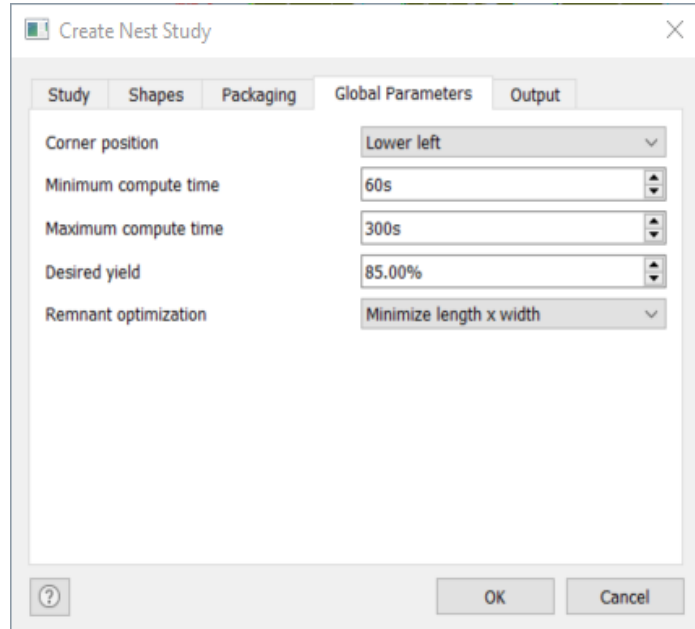 Create Nest Study
Study Shapes Packaging Global Parameters Output
Corner position Lower left
Minimum compute time 60s
Maximum compute time 300s
Desired yield 85.00%
Remnant optimization Minimize length x width
? OK Cancel